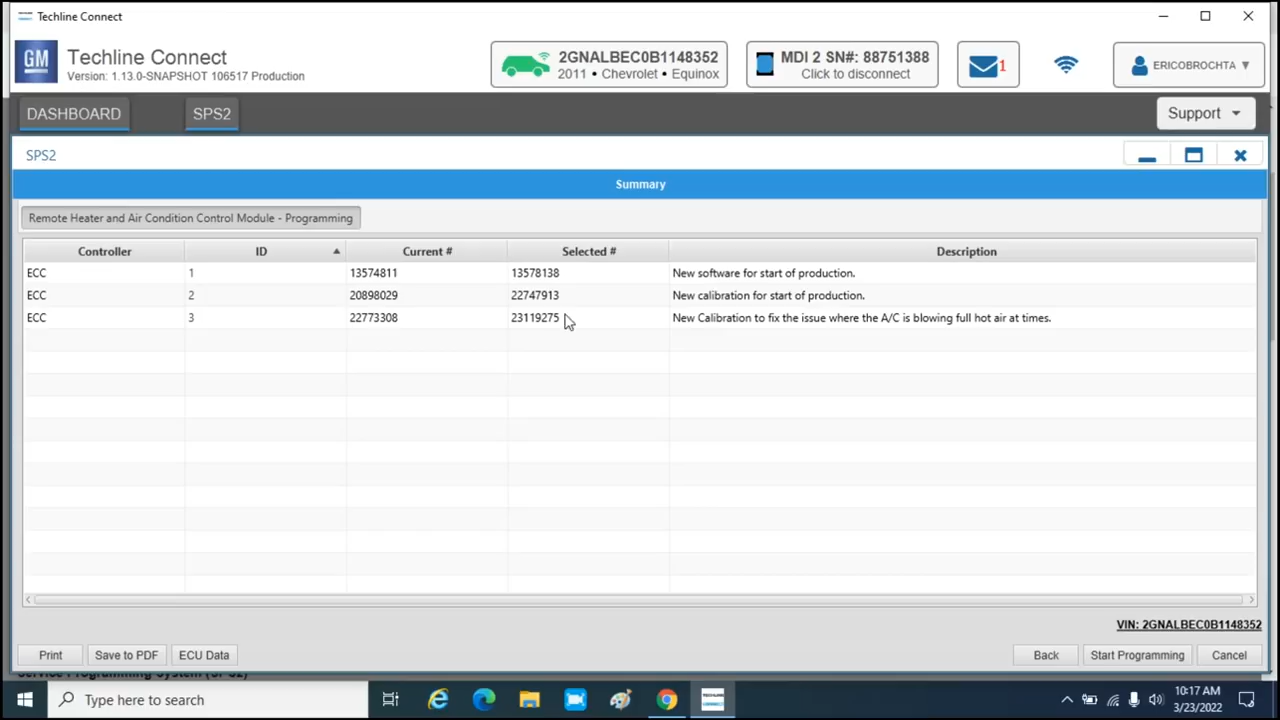 Techline Connect
GM
Techline Connect
Version: 1.13.0-SNAPSHOT 106517 Production
2GNALBEC0B1148352
2011 • Chevrolet • Equinox
MDI 2 SN#: 88751388
Click to disconnect
1
ERICOBROCHTA
DASHBOARD
SPS2
Support
SPS2
Summary
Remote Heater and Air Condition Control Module - Programming
Controller ID Current # Selected # Description
ECC 1 13574811 13578138 New software for start of production.
ECC 2 20898029 22747913 New calibration for start of production.
ECC 3 22773308 23119275 New Calibration to fix the issue where the A/C is blowing full hot air at times.
VIN: 2GNALBEC0B1148352
Print Save to PDF ECU Data Back Start Programming Cancel
Type here to search
TECHLINE
CONNECT
10:17 AM
3/23/2022